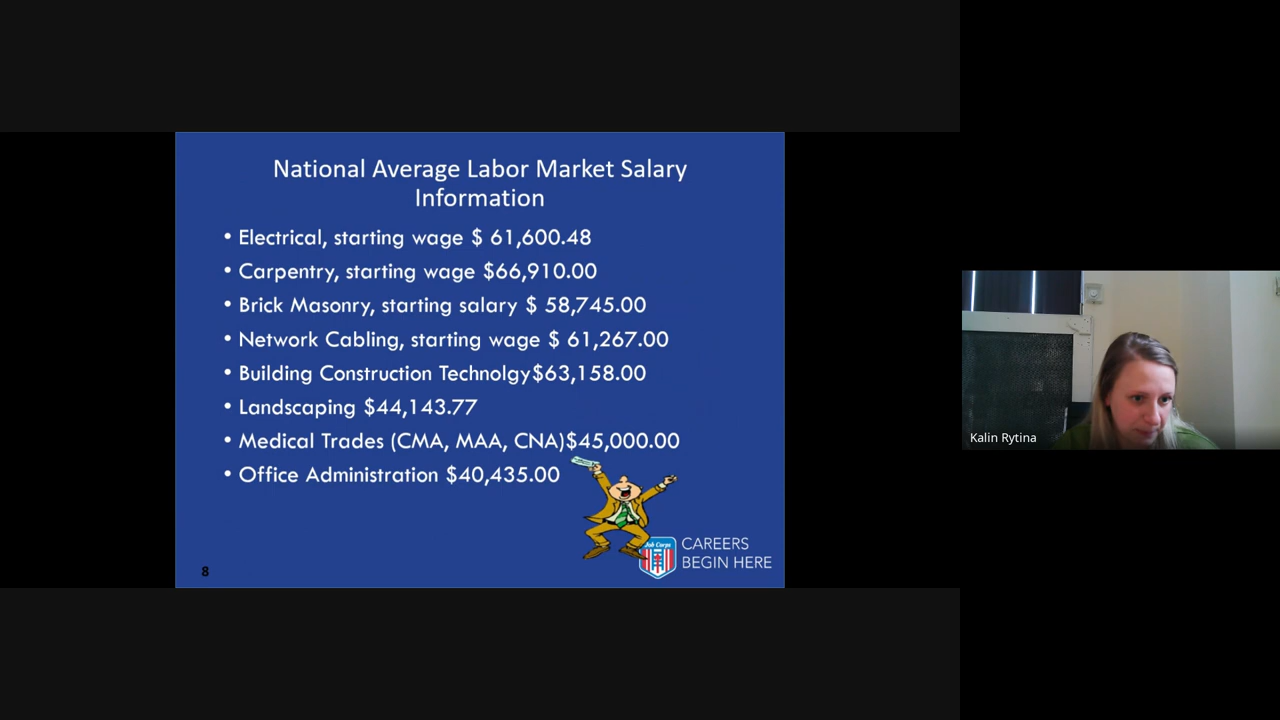 National Average Labor Market Salary
Information
• Electrical, starting wage $ 61,600.48
• Carpentry, starting wage $66,910.00
• Brick Masonry, starting salary $ 58,745.00
• Network Cabling, starting wage $ 61,267.00
• Building Construction Technolgy$63,158.00
• Landscaping $44,143.77
• Medical Trades (CMA, MAA, CNA)$45,000.00
• Office Administration $40,435.00
Job Corps
CAREERS
BEGIN HERE
8
Kalin Rytina